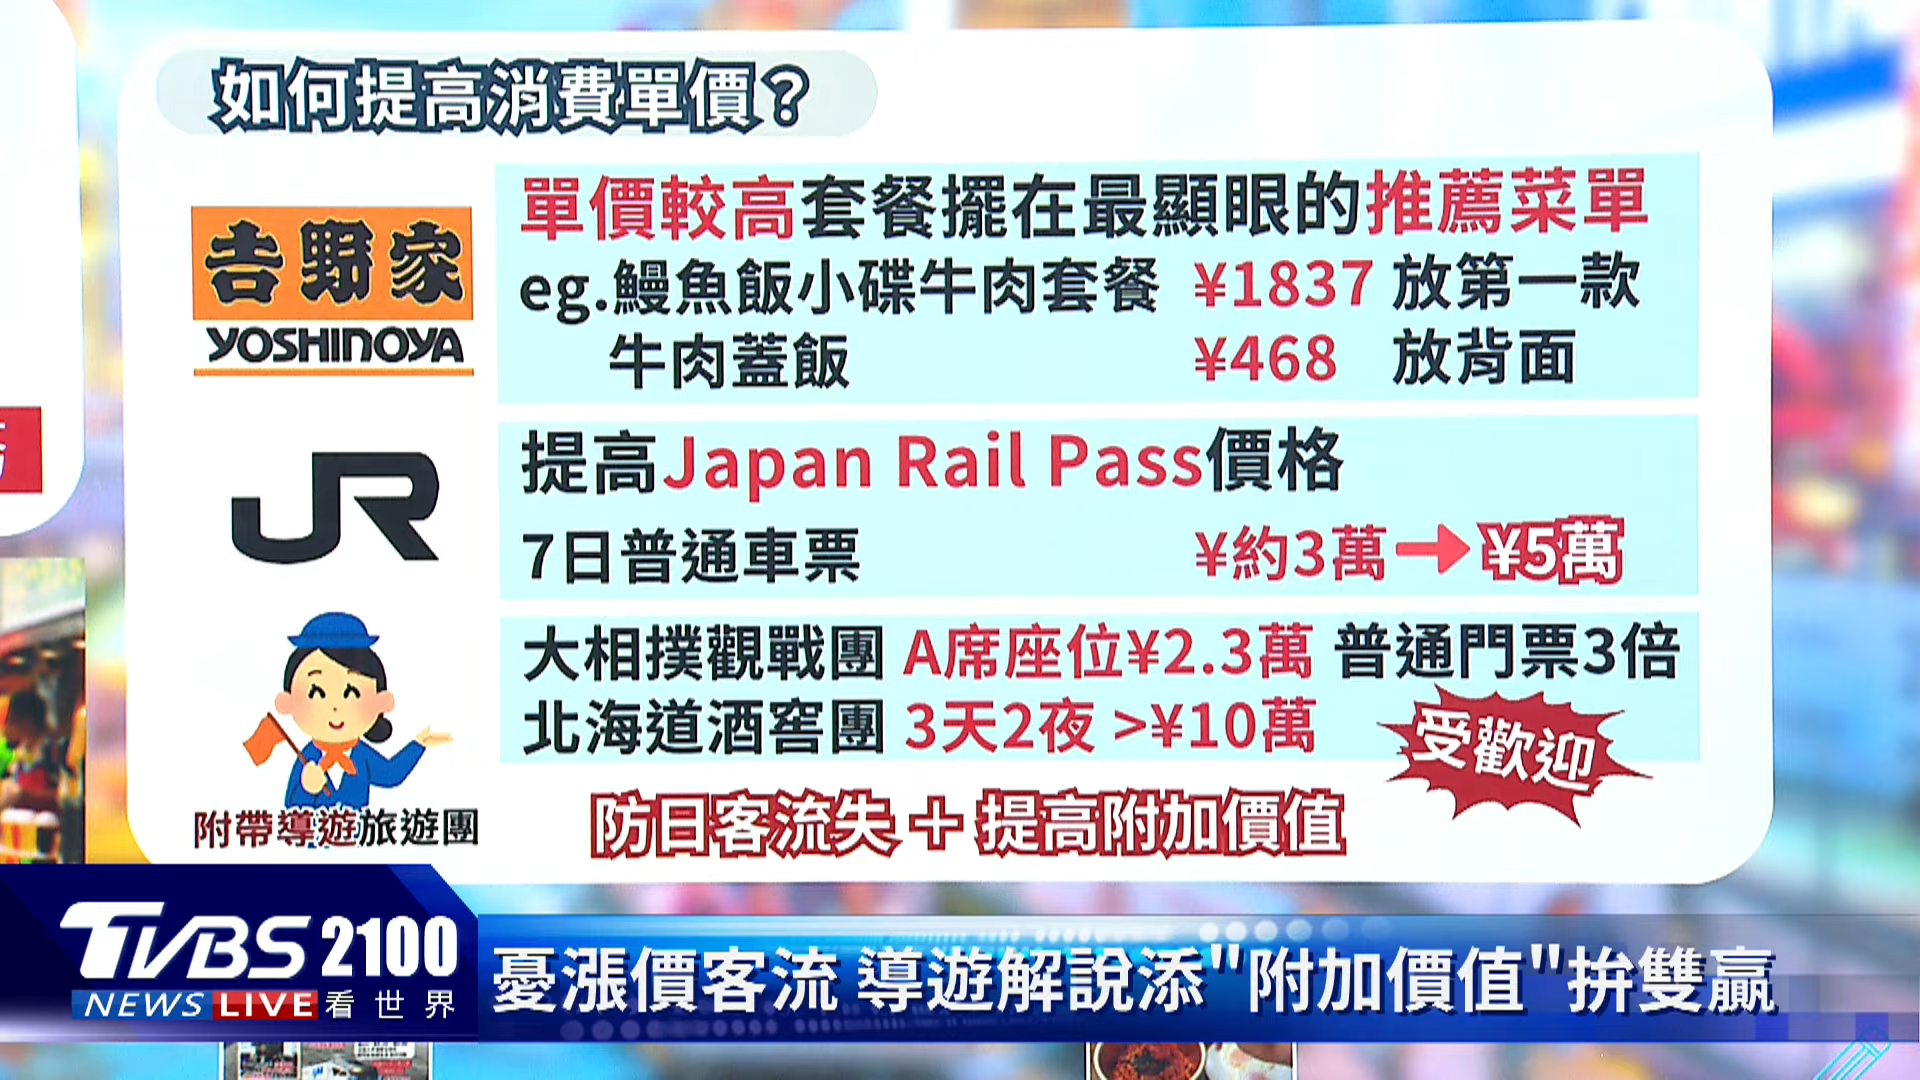 如何提高消費單價？
吉野家
YOSHINOYA
單價較高套餐擺在最顯眼的推薦菜單
eg.鰻魚飯小碟牛肉套餐 ¥1837 放第一款
牛肉蓋飯 ¥468 放背面
JR
提高Japan Rail Pass價格
7日普通車票 ¥約3萬→¥5萬
附帶導遊旅遊團
大相撲觀戰團 A席座位¥2.3萬 普通門票3倍
北海道酒窖團 3天2夜 >¥10萬
受歡迎
防日客流失＋提高附加價值
TVBS 2100
NEWS LIVE 看世界
憂漲價客流 導遊解說添"附加價值"拚雙贏